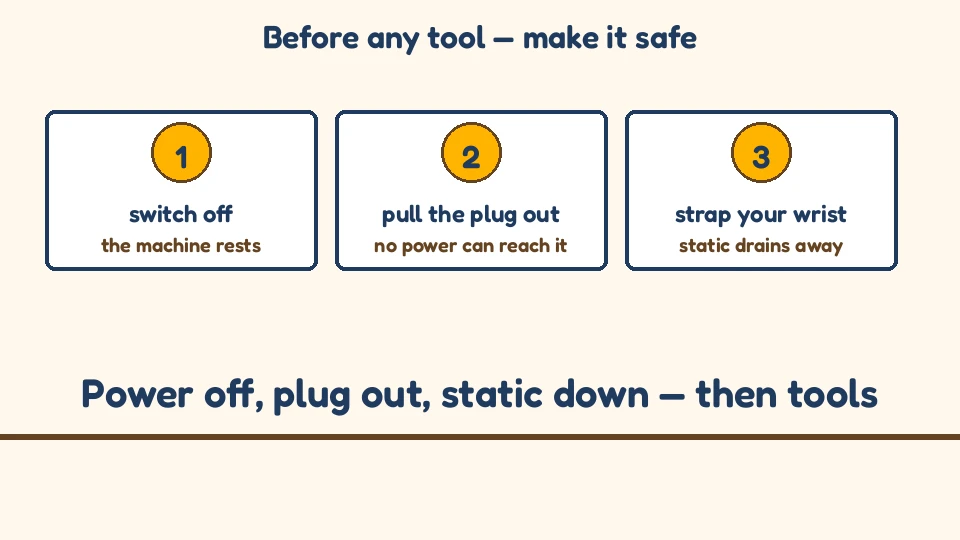 Before any tool — make it safe
1
switch off
the machine rests
2
pull the plug out
no power can reach it
3
strap your wrist
static drains away
Power off, plug out, static down — then tools